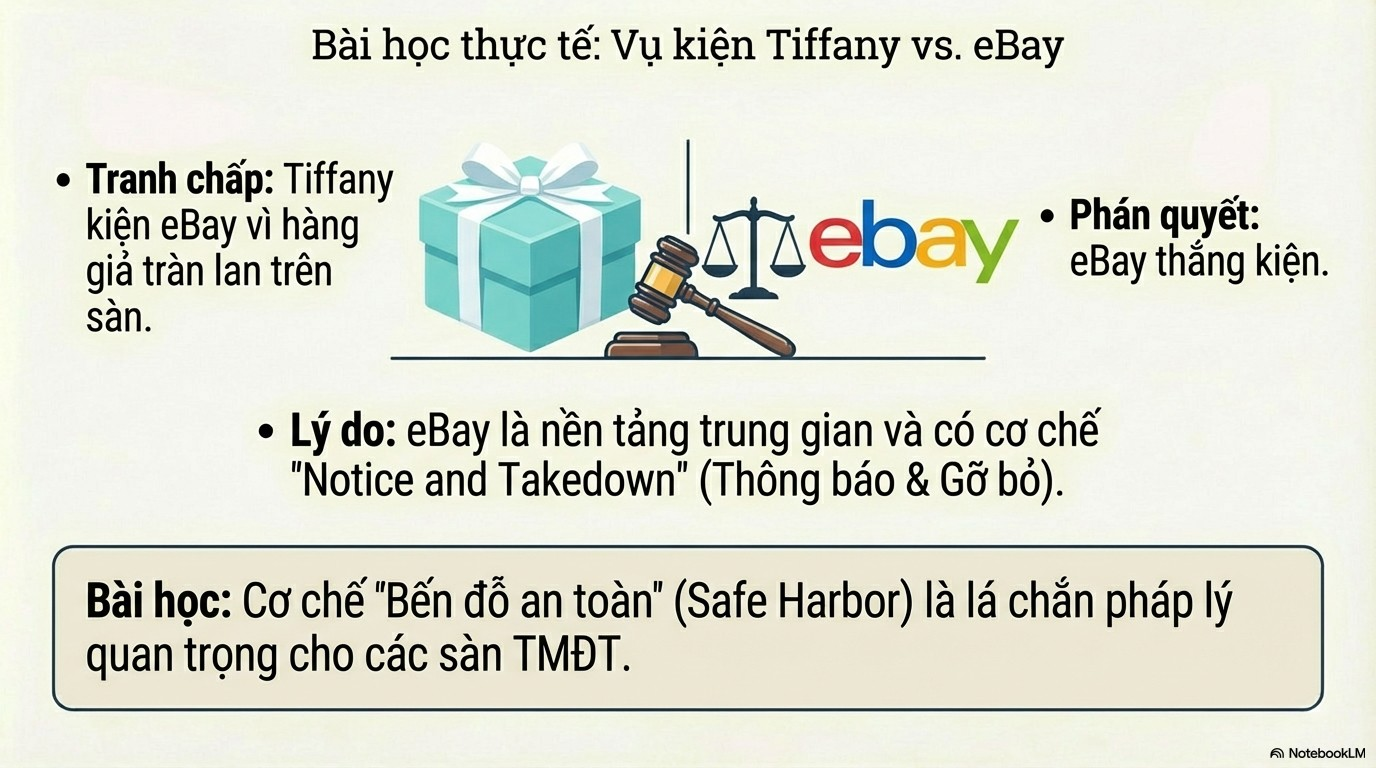 Bài học thực tế: Vụ kiện Tiffany vs. eBay
• Tranh chấp: Tiffany
kiện eBay vì hàng
giả tràn lan trên
sàn.
ebay
• Phán quyết:
eBay thắng kiện.
• Lý do: eBay là nền tảng trung gian và có cơ chế
"Notice and Takedown" (Thông báo & Gỡ bỏ).
Bài học: Cơ chế "Bến đỗ an toàn" (Safe Harbor) là lá chắn pháp lý
quan trọng cho các sàn TMĐT.
NotebookLM